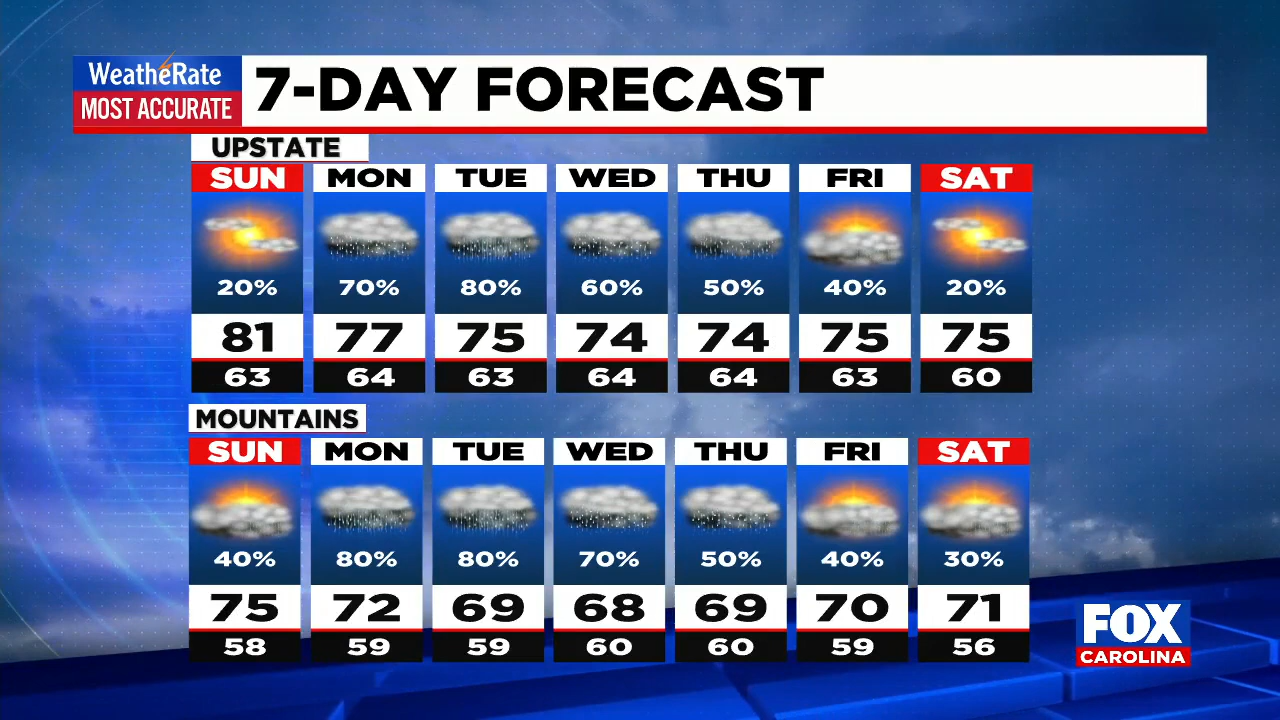 WeatheRate
MOST ACCURATE
7-DAY FORECAST
UPSTATE
SUN MON TUE WED THU FRI SAT
20% 70% 80% 60% 50% 40% 20%
81 77 75 74 74 75 75
63 64 63 64 64 63 60
MOUNTAINS
SUN MON TUE WED THU FRI SAT
40% 80% 80% 70% 50% 40% 30%
75 72 69 68 69 70 71
58 59 59 60 60 59 56
FOX
CAROLINA